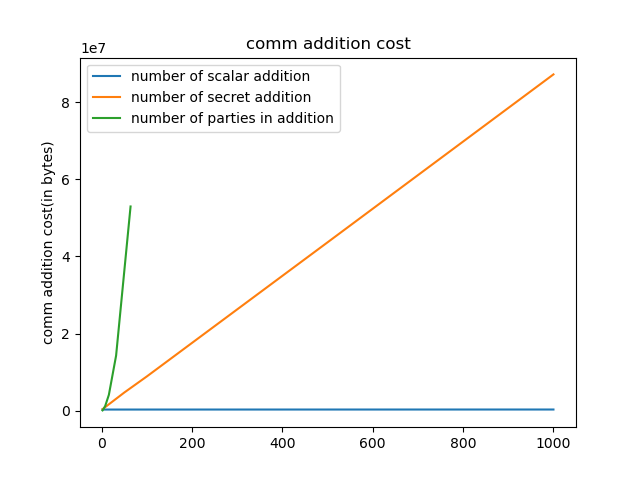 comm addition cost
1e7
number of scalar addition
number of secret addition
number of parties in addition
comm addition cost(in bytes)
8
6
4
2
0
0 200 400 600 800 1000